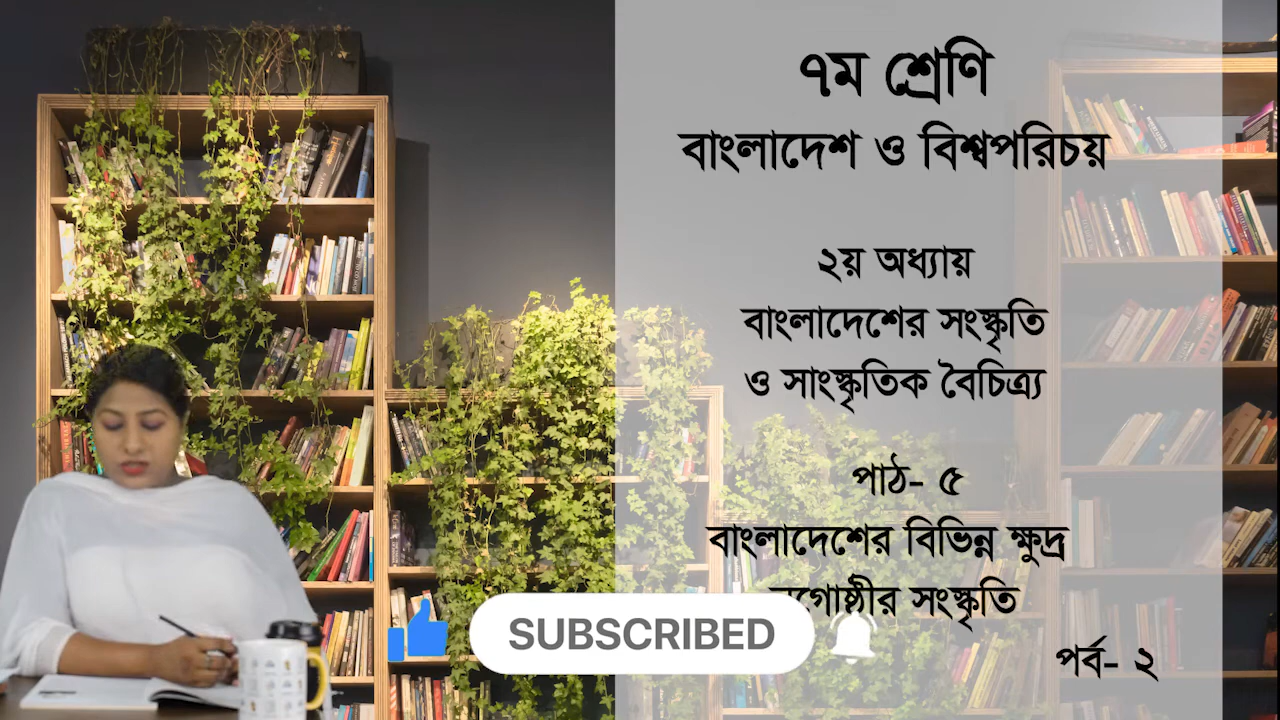 ৭ম শ্রেণি
বাংলাদেশ ও বিশ্বপরিচয়
২য় অধ্যায়
বাংলাদেশের সংস্কৃতি
ও সাংস্কৃতিক বৈচিত্র্য
পাঠ- ৫
বাংলাদেশের বিভিন্ন ক্ষুদ্র
নৃগোষ্ঠীর সংস্কৃতি
SUBSCRIBED
পর্ব- ২